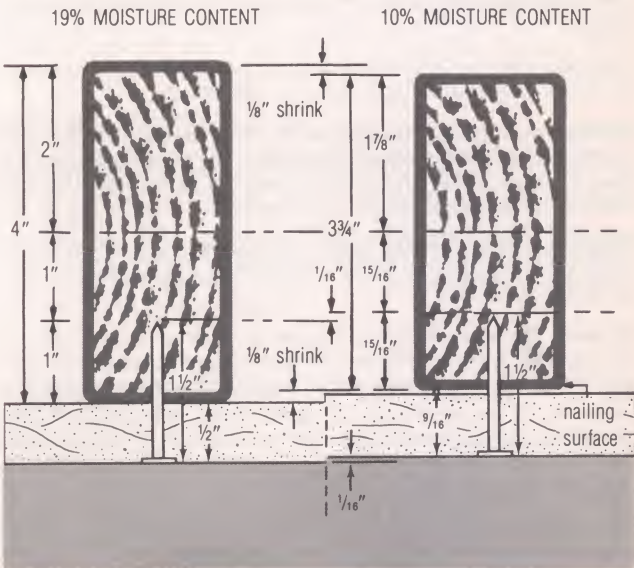 19% MOISTURE CONTENT
10% MOISTURE CONTENT
⅛" shrink
2"
1⅞"
4"
3¾"
1"
1/16"
15/16"
1"
⅛" shrink
15/16"
1½"
1½"
½"
9/16"
nailing
surface
1/16"